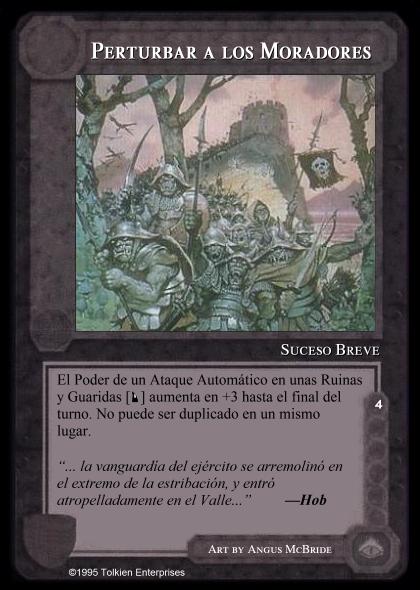 Perturbar a los Moradores
Suceso Breve
El Poder de un Ataque Automático en unas Ruinas
y Guaridas [ ] aumenta en +3 hasta el final del
turno. No puede ser duplicado en un mismo
lugar.
4
“... la vanguardía del ejército se arremolinó en
el extremo de la estribación, y entró
atropelladamente en el Valle...” —Hob
Art by Angus McBride
©1995 Tolkien Enterprises